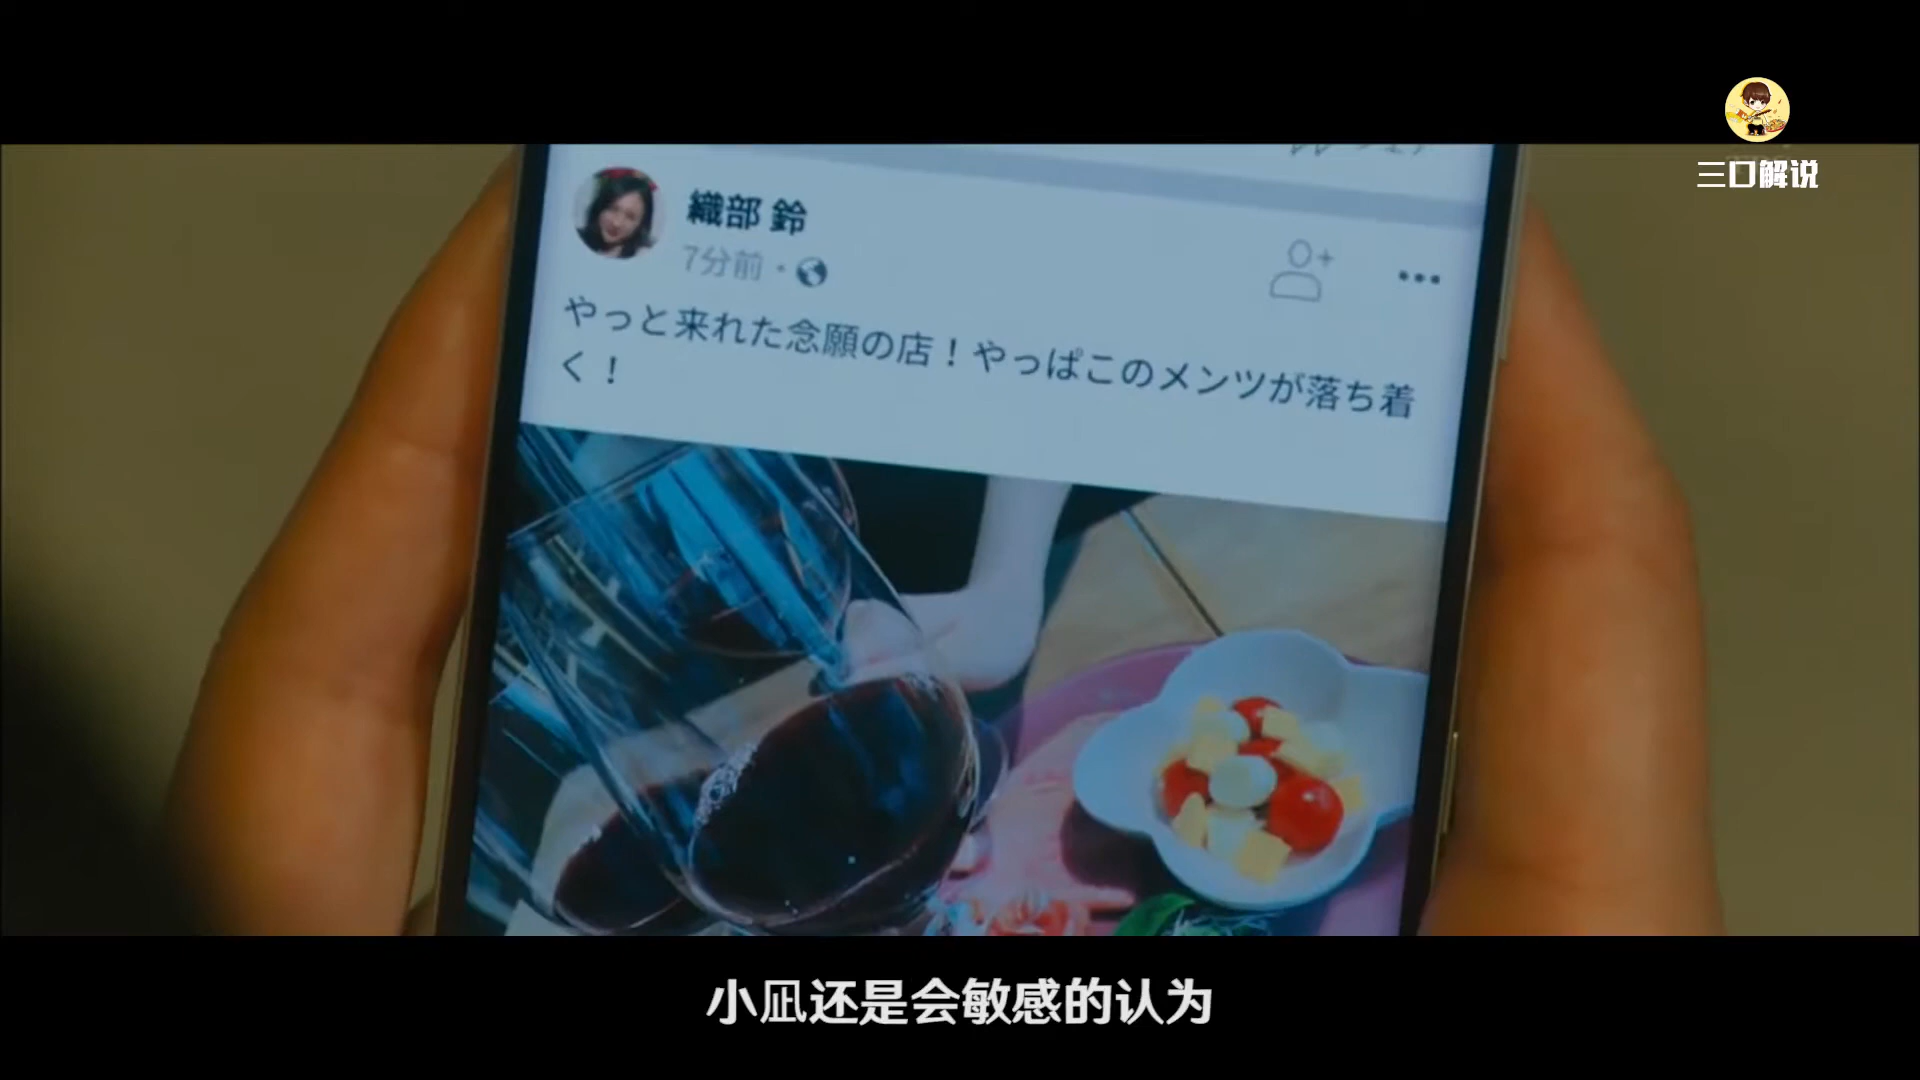 三口解说
織部 鈴
7分前
やっと来れた念願の店！やっぱこのメンツが落ち着
く！
小凪还是会敏感的认为